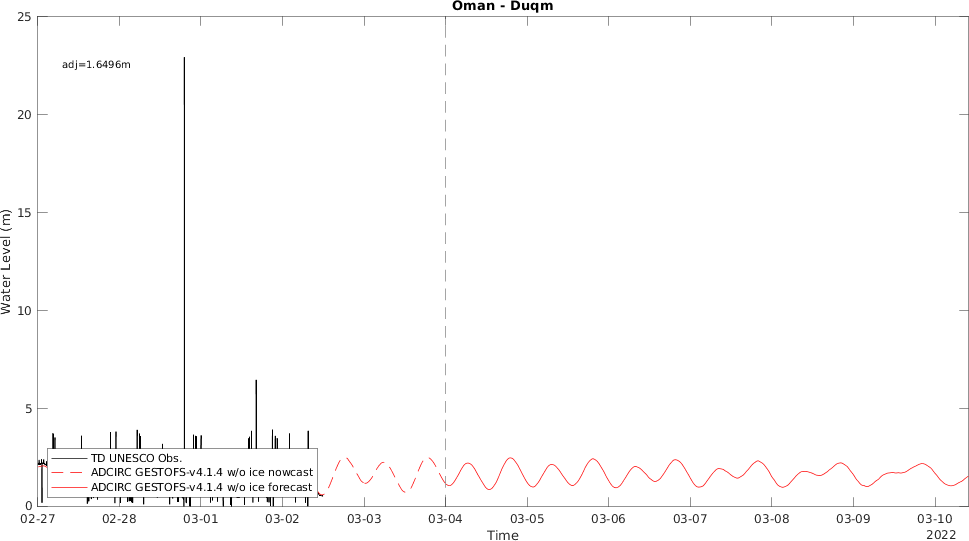 Oman - Duqm
25
20
15
10
5
0
Water Level (m)
adj=1.6496m
TD UNESCO Obs.
ADCIRC GESTOFS-v4.1.4 w/o ice nowcast
ADCIRC GESTOFS-v4.1.4 w/o ice forecast
02-27 02-28 03-01 03-02 03-03 03-04 03-05 03-06 03-07 03-08 03-09 03-10
2022
Time